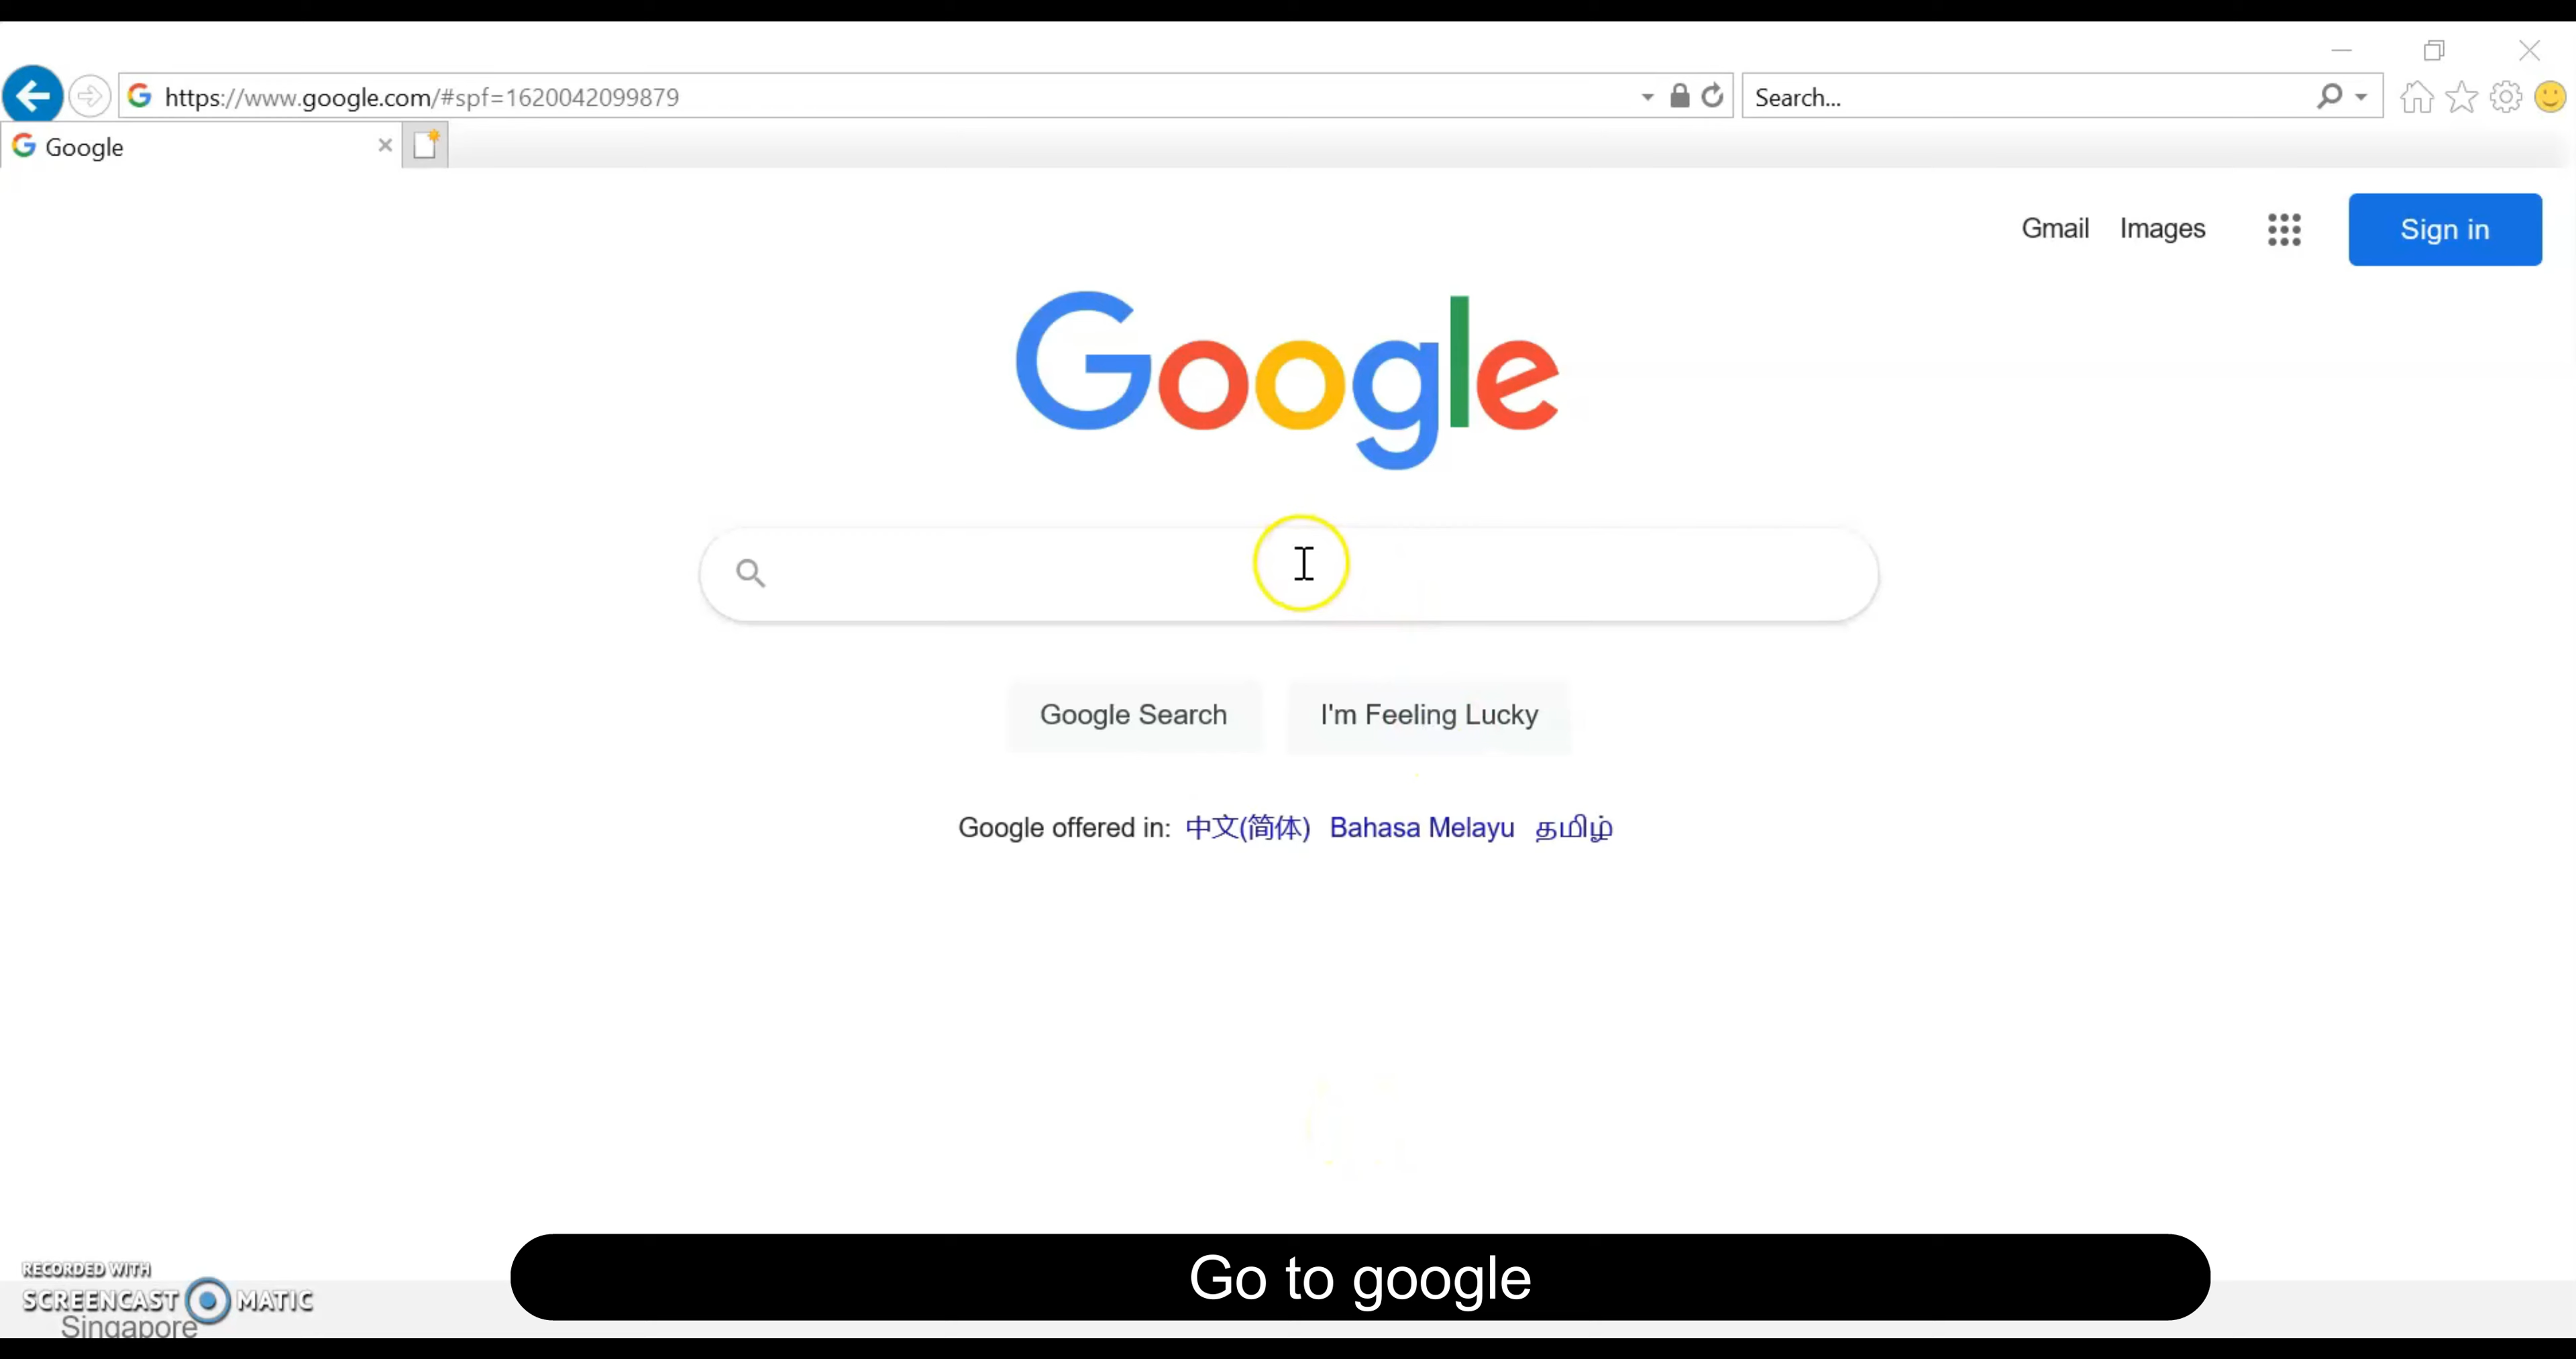 https://www.google.com/#spf=1620042099879
Search...
Google
Gmail Images
Sign in
Google
Google Search
I'm Feeling Lucky
Google offered in: 中文(简体) Bahasa Melayu தமிழ்
Go to google
RECORDED WITH
SCREENCAST MATIC
Singapore